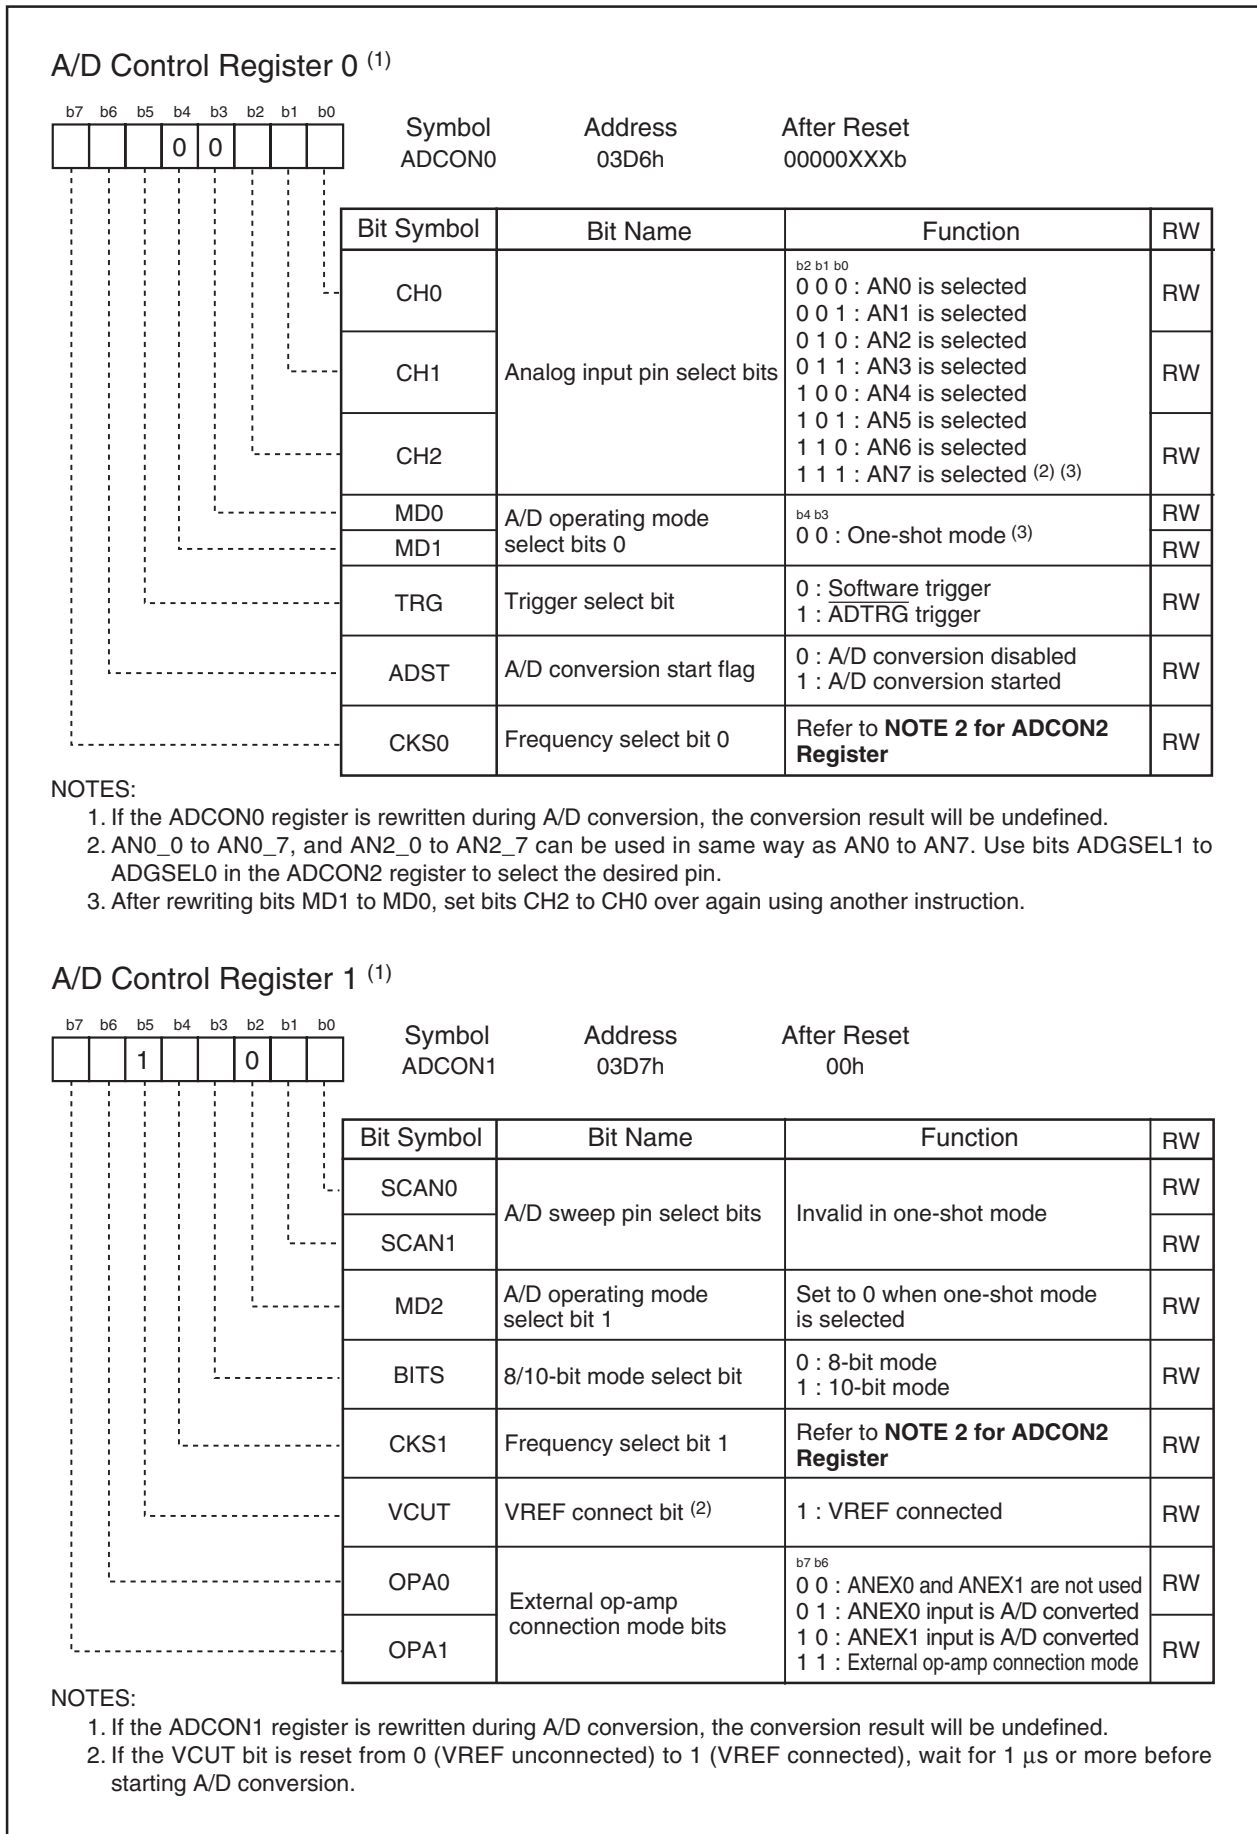 A/D Control Register 0 (1)
b7 b6 b5 b4 b3 b2 b1 b0
0 0
Symbol Address After Reset
ADCON0 03D6h 00000XXXb
Bit Symbol Bit Name Function RW
CH0 RW
CH1 Analog input pin select bits RW
CH2 RW
b2 b1 b0
0 0 0 : AN0 is selected
0 0 1 : AN1 is selected
0 1 0 : AN2 is selected
0 1 1 : AN3 is selected
1 0 0 : AN4 is selected
1 0 1 : AN5 is selected
1 1 0 : AN6 is selected
1 1 1 : AN7 is selected (2) (3)
MD0 RW
MD1 RW
A/D operating mode
select bits 0
b4 b3
0 0 : One-shot mode (3)
TRG Trigger select bit RW
0 : Software trigger
1 : ADTRG trigger
ADST A/D conversion start flag RW
0 : A/D conversion disabled
1 : A/D conversion started
CKS0 Frequency select bit 0 RW
Refer to NOTE 2 for ADCON2
Register
NOTES:
1. If the ADCON0 register is rewritten during A/D conversion, the conversion result will be undefined.
2. AN0_0 to AN0_7, and AN2_0 to AN2_7 can be used in same way as AN0 to AN7. Use bits ADGSEL1 to
ADGSEL0 in the ADCON2 register to select the desired pin.
3. After rewriting bits MD1 to MD0, set bits CH2 to CH0 over again using another instruction.
A/D Control Register 1 (1)
b7 b6 b5 b4 b3 b2 b1 b0
1 0
Symbol Address After Reset
ADCON1 03D7h 00h
Bit Symbol Bit Name Function RW
SCAN0 RW
A/D sweep pin select bits Invalid in one-shot mode
SCAN1 RW
MD2 RW
A/D operating mode
select bit 1
Set to 0 when one-shot mode
is selected
BITS 8/10-bit mode select bit RW
0 : 8-bit mode
1 : 10-bit mode
CKS1 Frequency select bit 1 RW
Refer to NOTE 2 for ADCON2
Register
VCUT VREF connect bit (2) 1 : VREF connected RW
OPA0 RW
OPA1 RW
External op-amp
connection mode bits
b7 b6
0 0 : ANEX0 and ANEX1 are not used
0 1 : ANEX0 input is A/D converted
1 0 : ANEX1 input is A/D converted
1 1 : External op-amp connection mode
NOTES:
1. If the ADCON1 register is rewritten during A/D conversion, the conversion result will be undefined.
2. If the VCUT bit is reset from 0 (VREF unconnected) to 1 (VREF connected), wait for 1 μs or more before
starting A/D conversion.